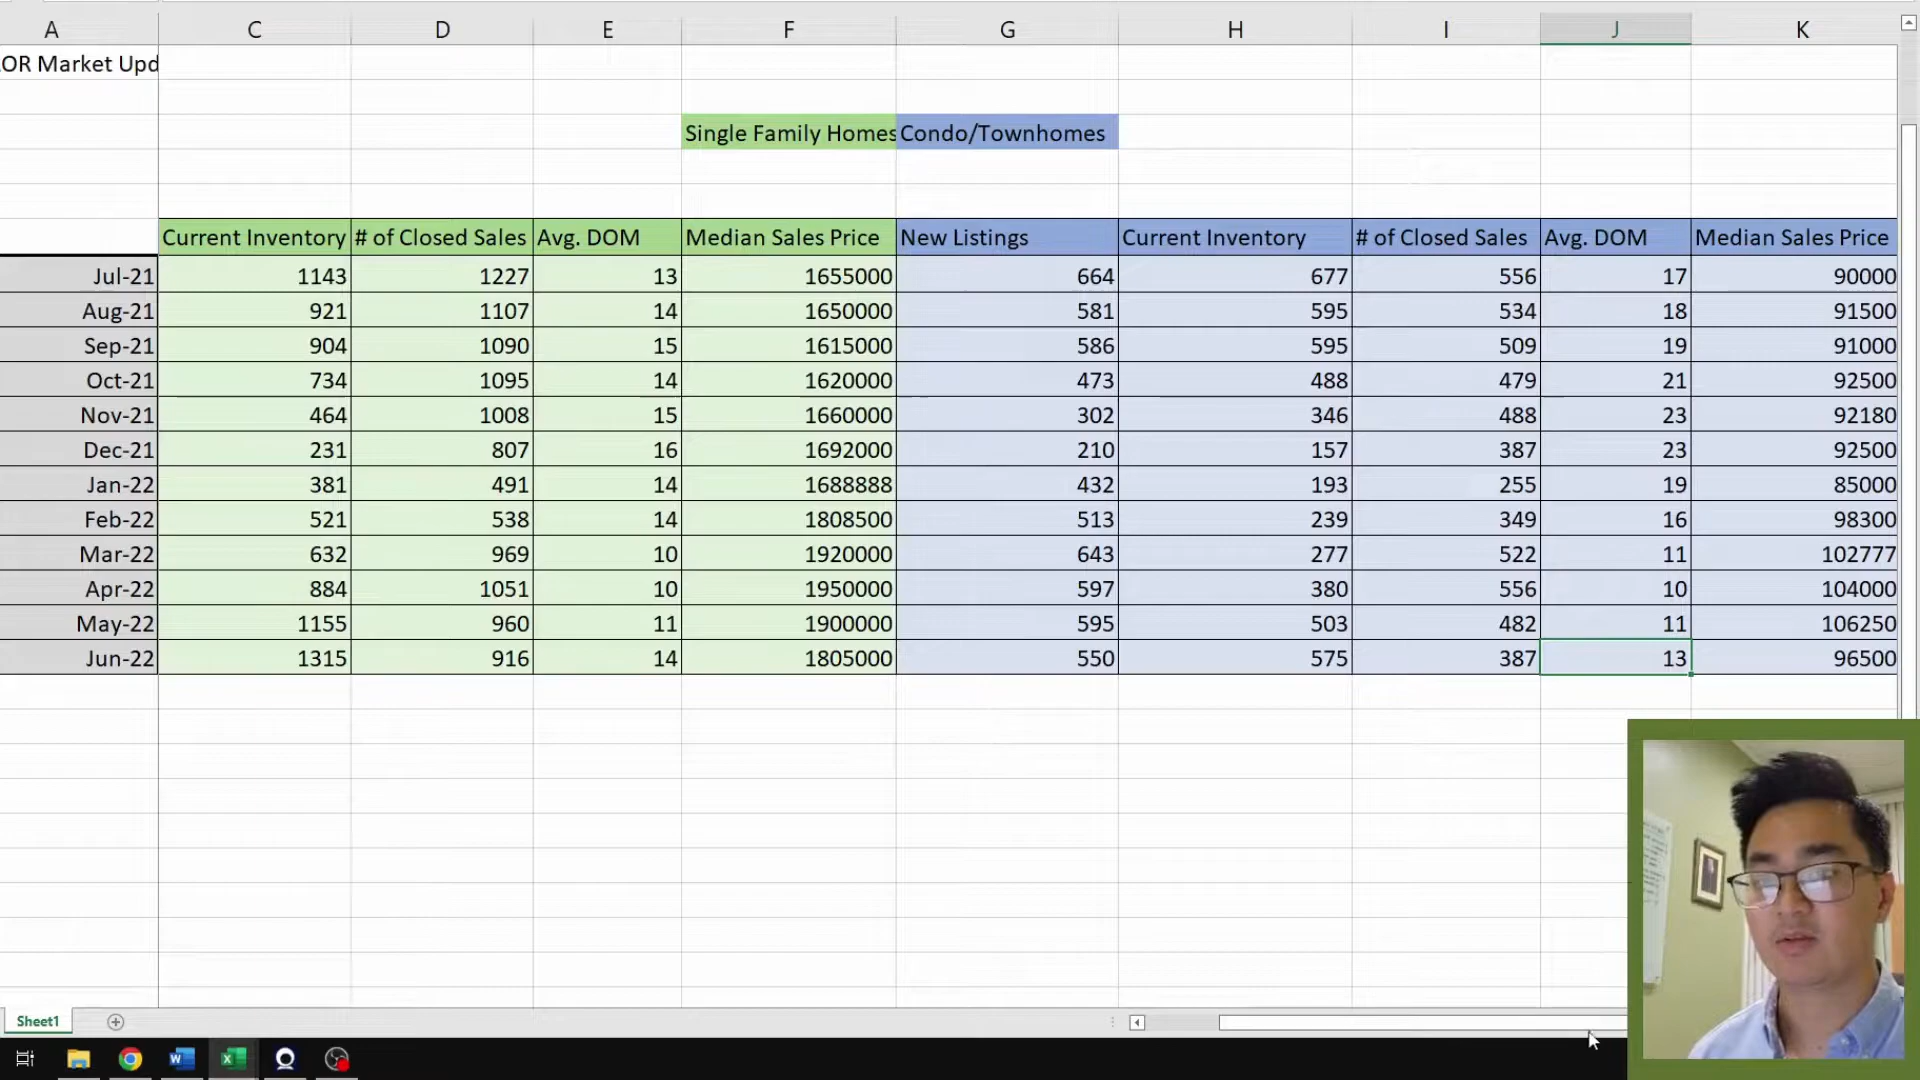 A C D E F G H I J K
OR Market Upd
Single Family Homes Condo/Townhomes
Current Inventory # of Closed Sales Avg. DOM Median Sales Price New Listings Current Inventory # of Closed Sales Avg. DOM Median Sales Price
Jul-21 1143 1227 13 1655000 664 677 556 17 90000
Aug-21 921 1107 14 1650000 581 595 534 18 91500
Sep-21 904 1090 15 1615000 586 595 509 19 91000
Oct-21 734 1095 14 1620000 473 488 479 21 92500
Nov-21 464 1008 15 1660000 302 346 488 23 92180
Dec-21 231 807 16 1692000 210 157 387 23 92500
Jan-22 381 491 14 1688888 432 193 255 19 85000
Feb-22 521 538 14 1808500 513 239 349 16 98300
Mar-22 632 969 10 1920000 643 277 522 11 102777
Apr-22 884 1051 10 1950000 597 380 556 10 104000
May-22 1155 960 11 1900000 595 503 482 11 106250
Jun-22 1315 916 14 1805000 550 575 387 13 96500
Sheet1